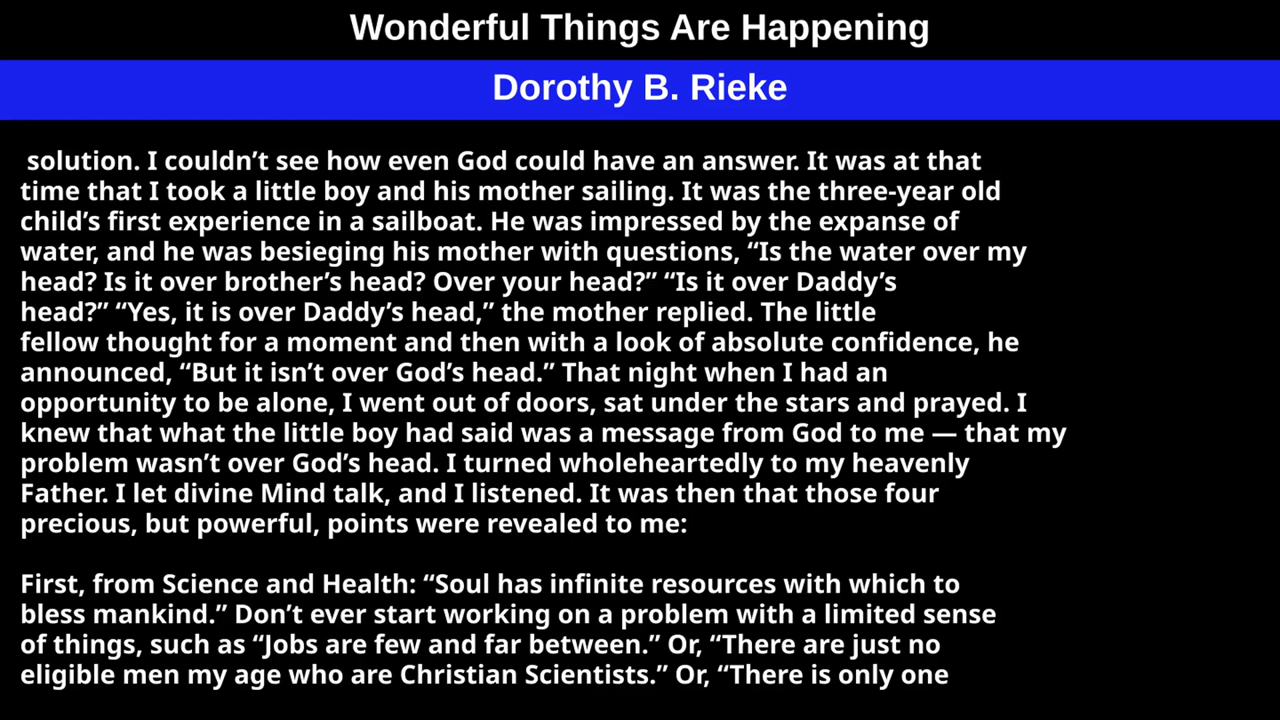 Wonderful Things Are Happening
Dorothy B. Rieke
solution. I couldn’t see how even God could have an answer. It was at that
time that I took a little boy and his mother sailing. It was the three-year old
child’s first experience in a sailboat. He was impressed by the expanse of
water, and he was besieging his mother with questions, “Is the water over my
head? Is it over brother’s head? Over your head?” “Is it over Daddy’s
head?” “Yes, it is over Daddy’s head,” the mother replied. The little
fellow thought for a moment and then with a look of absolute confidence, he
announced, “But it isn’t over God’s head.” That night when I had an
opportunity to be alone, I went out of doors, sat under the stars and prayed. I
knew that what the little boy had said was a message from God to me — that my
problem wasn’t over God’s head. I turned wholeheartedly to my heavenly
Father. I let divine Mind talk, and I listened. It was then that those four
precious, but powerful, points were revealed to me:
First, from Science and Health: “Soul has infinite resources with which to
bless mankind.” Don’t ever start working on a problem with a limited sense
of things, such as “Jobs are few and far between.” Or, “There are just no
eligible men my age who are Christian Scientists.” Or, “There is only one